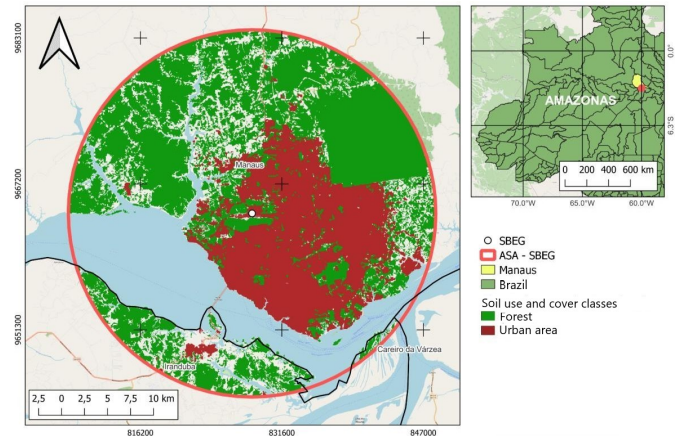 9683100
9667200
9651300
Manaus
Iranduba
Careiro da Várzea
2,5 0 2,5 5 7,5 10 km
816200 831600 847000
AMAZONAS
0.0°
6.3°S
0 200 400 600 km
70.0°W 65.0°W 60.0°W
SBEG
ASA - SBEG
Manaus
Brazil
Soil use and cover classes
Forest
Urban area